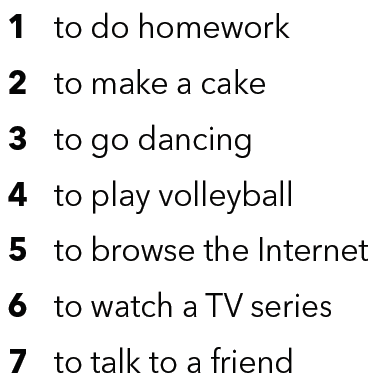 1 to do homework
2 to make a cake
3 to go dancing
4 to play volleyball
5 to browse the Internet
6 to watch a TV series
7 to talk to a friend